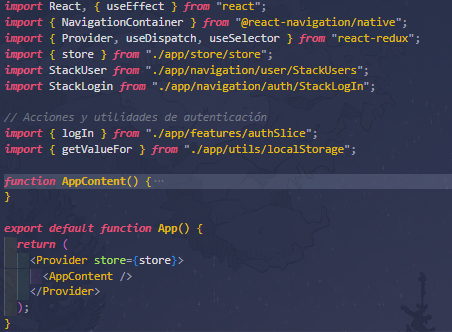 import React, { useEffect } from "react";
import { NavigationContainer } from "@react-navigation/native";
import { Provider, useDispatch, useSelector } from "react-redux";
import { store } from "./app/store/store";
import StackUser from "./app/navigation/user/StackUsers";
import StackLogin from "./app/navigation/auth/StackLogIn";
// Acciones y utilidades de autenticación
import { logIn } from "./app/features/authSlice";
import { getValueFor } from "./app/utils/localStorage";
function AppContent() { ...
}
export default function App() {
return (
<Provider store={store}>
<AppContent />
</Provider>
);
}